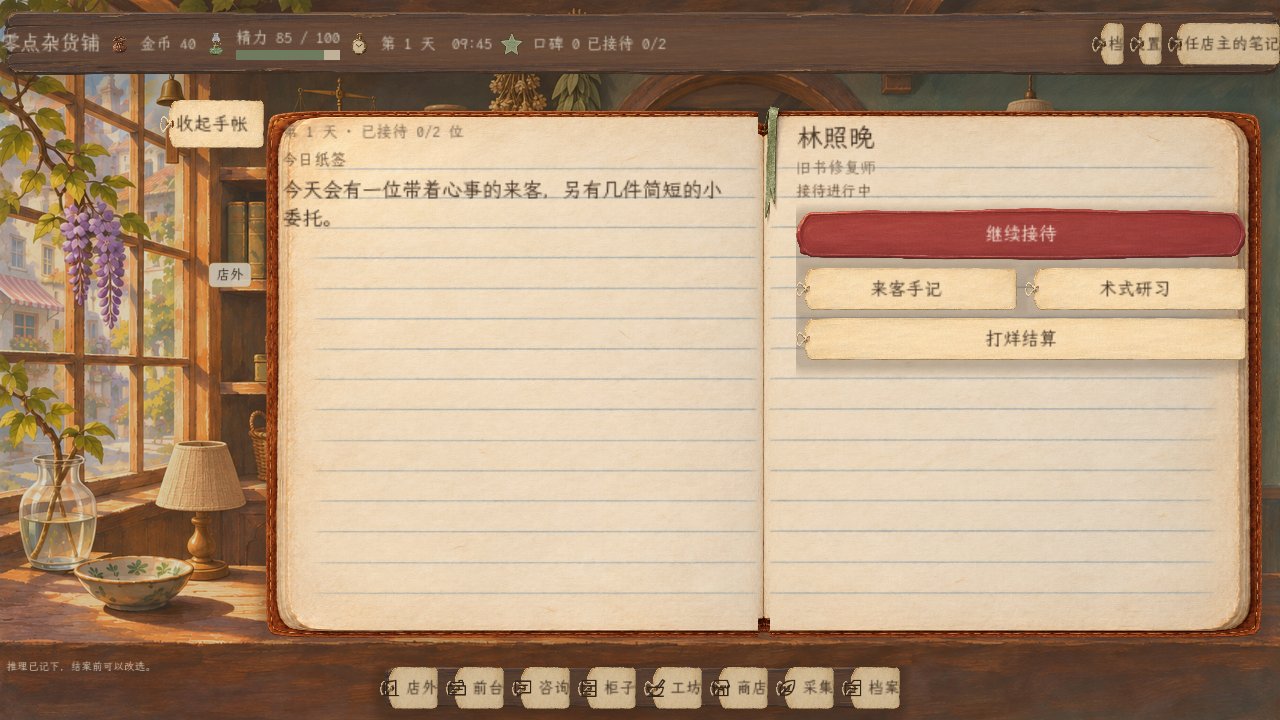 零点杂货铺 金币 40 精力 85 / 100 第 1 天 09:45 口碑 0 已接待 0/2 档 置 任店主的笔记
收起手帐
第 1 天 · 已接待 0/2 位
今日纸签
今天会有一位带着心事的来客，另有几件简短的小
委托。
店外
林照晚
旧书修复师
接待进行中
继续接待
来客手记 术式研习
打烊结算
推理已记下，结案前可以改选。
店外 前台 咨询 柜子 工坊 商店 采集 档案